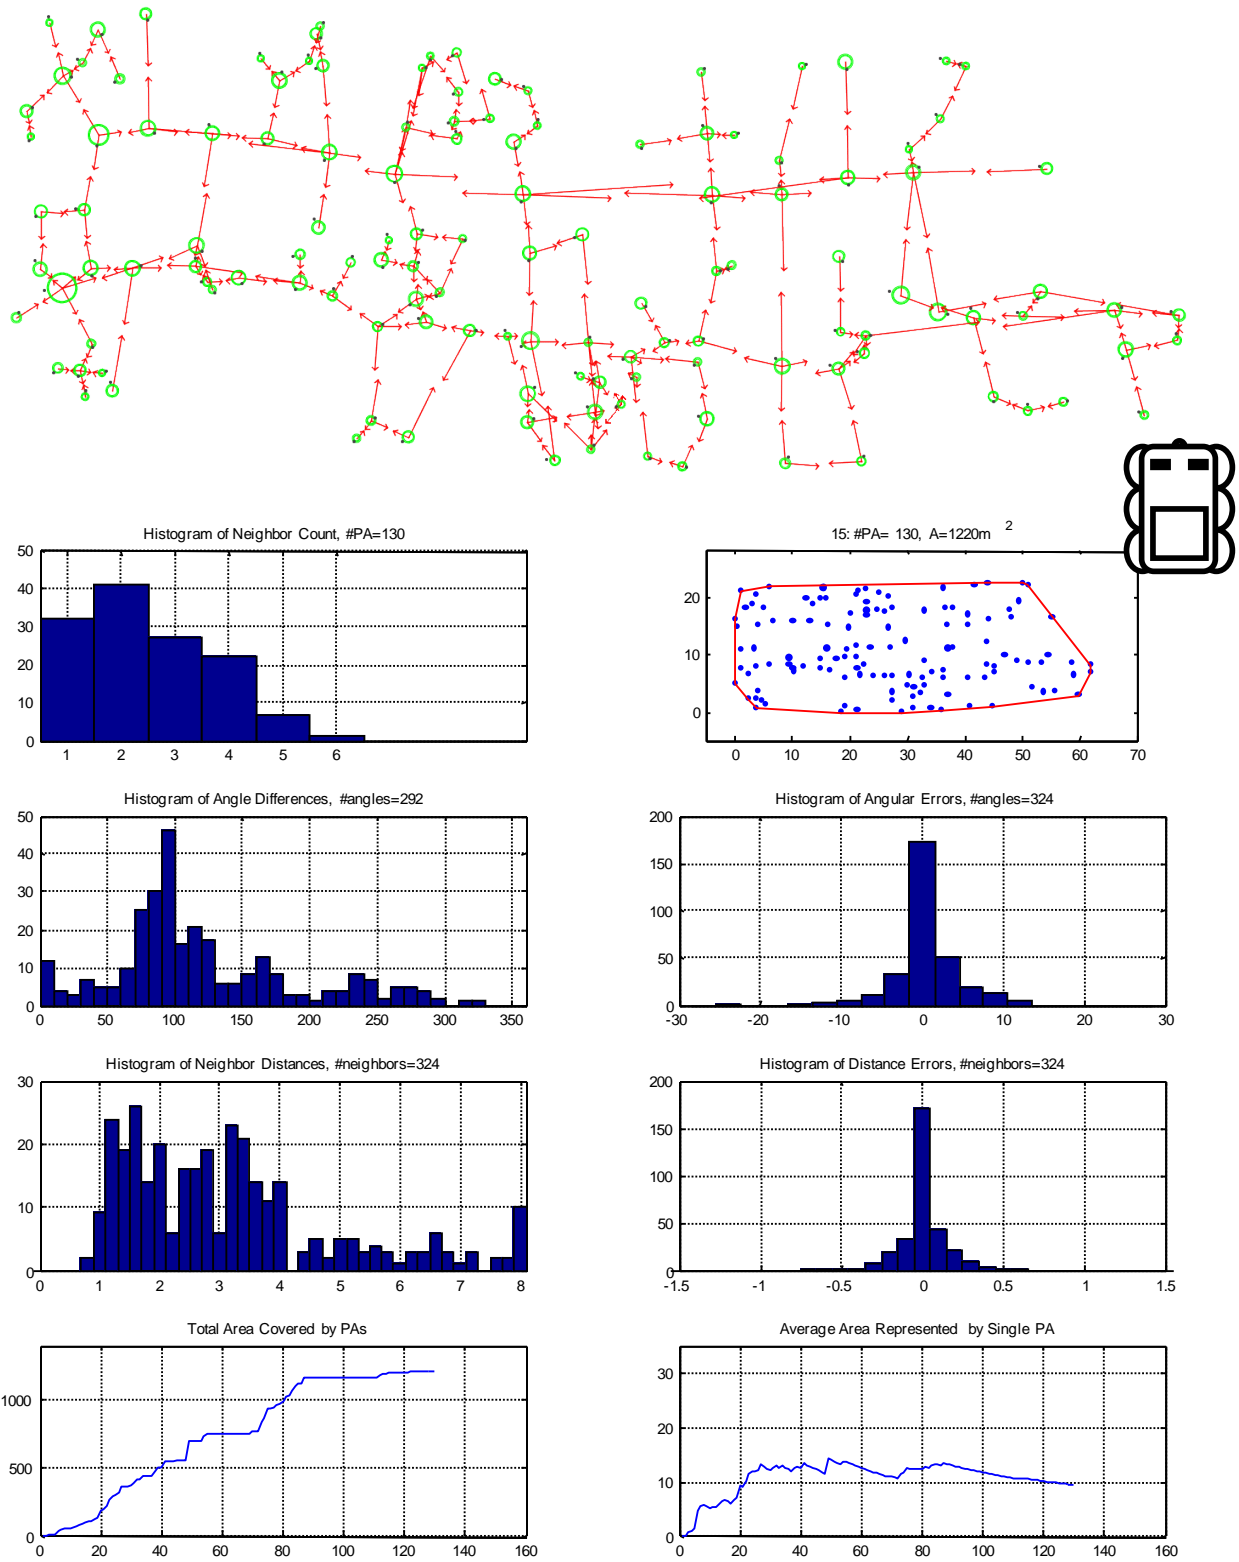 Histogram of Neighbor Count, #PA=130
50
40
30
20
10
0
1 2 3 4 5 6
15: #PA= 130, A=1220m 2
20
10
0
0 10 20 30 40 50 60 70
Histogram of Angle Differences, #angles=292
50
40
30
20
10
0
0 50 100 150 200 250 300 350
Histogram of Angular Errors, #angles=324
200
150
100
50
0
-30 -20 -10 0 10 20 30
Histogram of Neighbor Distances, #neighbors=324
30
20
10
0
0 1 2 3 4 5 6 7 8
Histogram of Distance Errors, #neighbors=324
200
150
100
50
0
-1.5 -1 -0.5 0 0.5 1 1.5
Total Area Covered by PAs
1000
500
0
0 20 40 60 80 100 120 140 160
Average Area Represented by Single PA
30
20
10
0
0 20 40 60 80 100 120 140 160